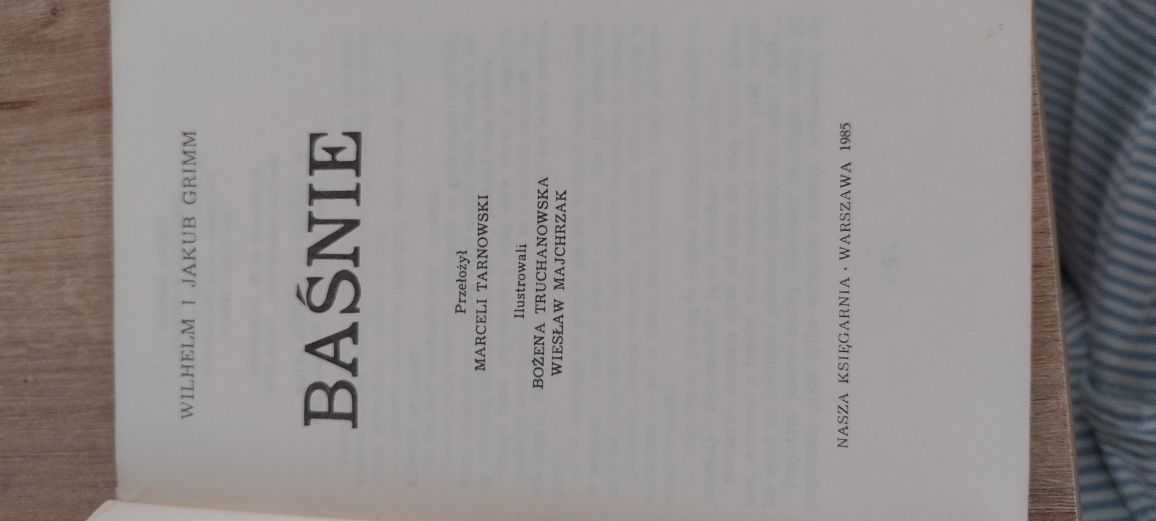 WILHELM I JAKUB GRIMM
BAŚNIE
Przełożył
MARCELI TARNOWSKI
Ilustrowali
BOŻENA TRUCHANOWSKA
WIESŁAW MAJCHRZAK
NASZA KSIĘGARNIA · WARSZAWA 1985